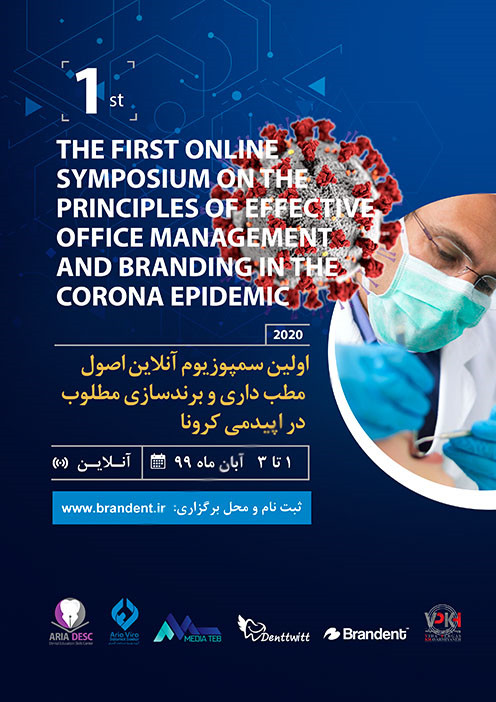 1st
THE FIRST ONLINE
SYMPOSIUM ON THE
PRINCIPLES OF EFFECTIVE
OFFICE MANAGEMENT
AND BRANDING IN THE
CORONA EPIDEMIC
2020
اولین سمپوزیوم آنلاین اصول
مطب داری و برندسازی مطلوب
در اپیدمی کرونا
۱ تا ۳ آبان ماه ۹۹ آنلاین
ثبت نام و محل برگزاری: www.brandent.ir
ARIA DESC
Aria Vira
MEDIA TEB
Denttwitt
Brandent
VPKH